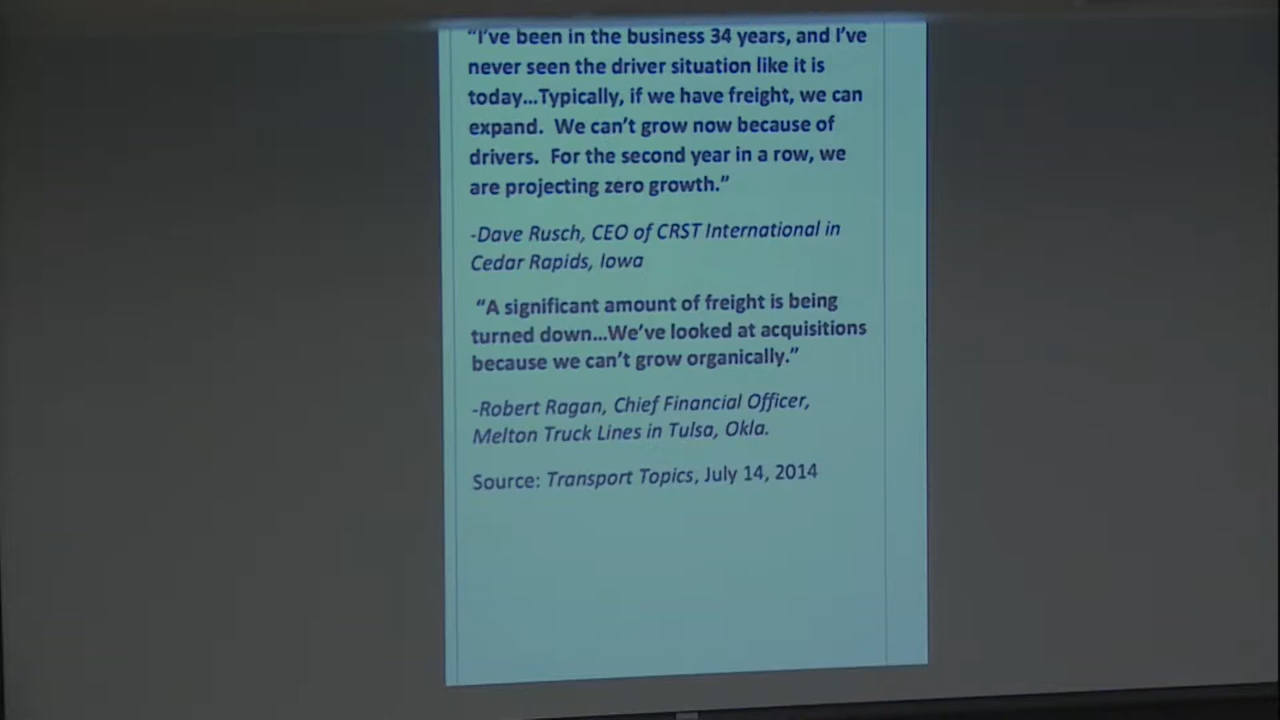 “I’ve been in the business 34 years, and I’ve
never seen the driver situation like it is
today...Typically, if we have freight, we can
expand.  We can’t grow now because of
drivers.  For the second year in a row, we
are projecting zero growth.”
-Dave Rusch, CEO of CRST International in
Cedar Rapids, Iowa
“A significant amount of freight is being
turned down...We’ve looked at acquisitions
because we can’t grow organically.”
-Robert Ragan, Chief Financial Officer,
Melton Truck Lines in Tulsa, Okla.
Source: Transport Topics, July 14, 2014